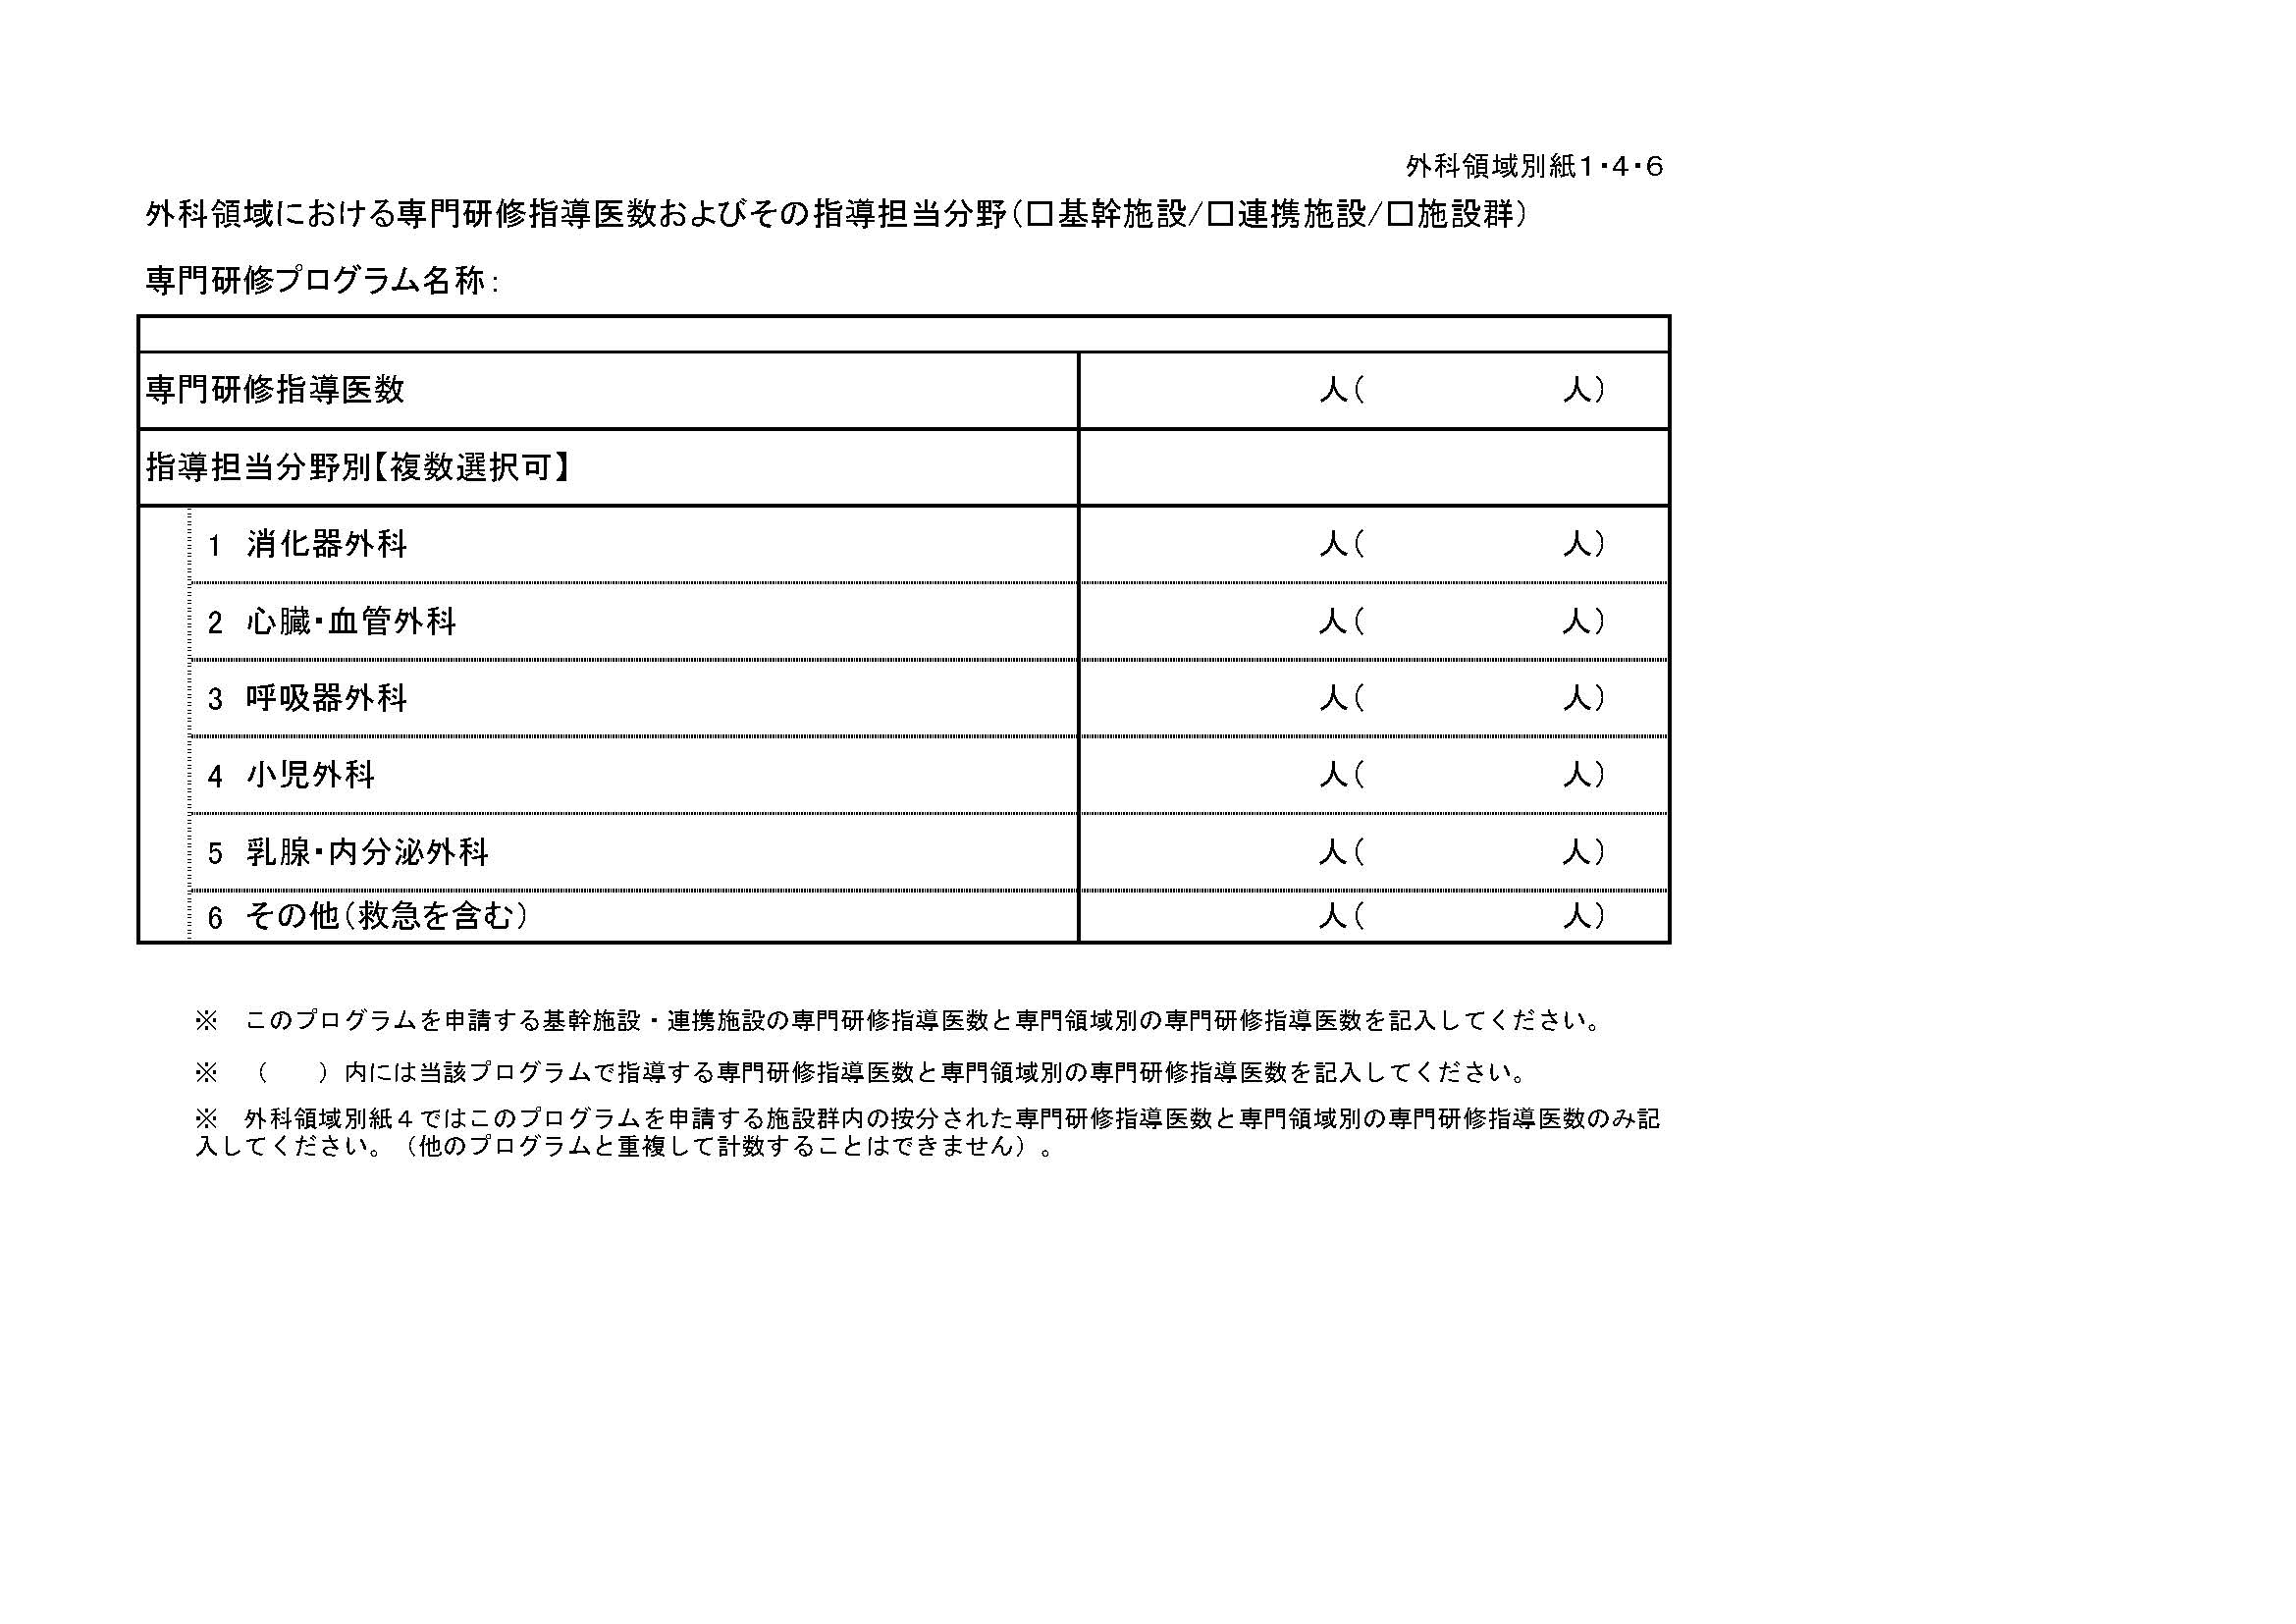 外科領域別紙1・4・6
外科領域における専門研修指導医数およびその指導担当分野(□基幹施設/□連携施設/□施設群)
専門研修プログラム名称:
専門研修指導医数 人( 人)
指導担当分野別【複数選択可】
1 消化器外科 人( 人)
2 心臓・血管外科 人( 人)
3 呼吸器外科 人( 人)
4 小児外科 人( 人)
5 乳腺・内分泌外科 人( 人)
6 その他(救急を含む) 人( 人)
※ このプログラムを申請する基幹施設・連携施設の専門研修指導医数と専門領域別の専門研修指導医数を記入してください。
※ ( )内には当該プログラムで指導する専門研修指導医数と専門領域別の専門研修指導医数を記入してください。
※ 外科領域別紙4ではこのプログラムを申請する施設群内の按分された専門研修指導医数と専門領域別の専門研修指導医数のみ記
入してください。(他のプログラムと重複して計数することはできません)。